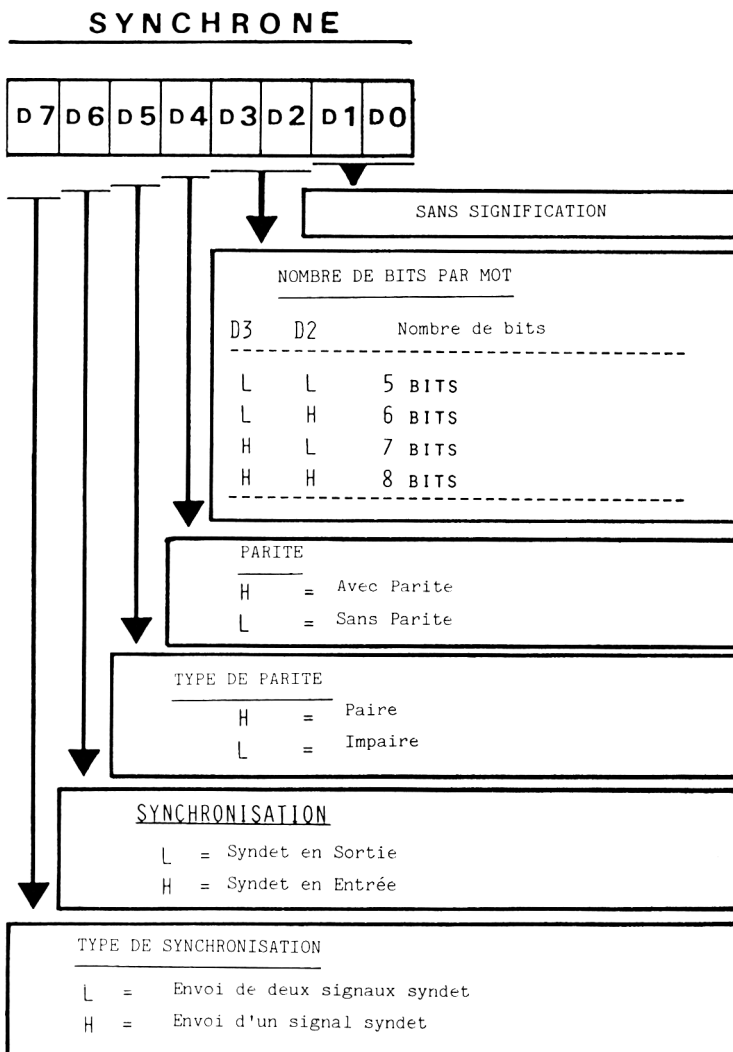 SYNCHRONE
D7 D6 D5 D4 D3 D2 D1 D0
SANS SIGNIFICATION
NOMBRE DE BITS PAR MOT
D3 D2 Nombre de bits
L L 5 BITS
L H 6 BITS
H L 7 BITS
H H 8 BITS
PARITE
H = Avec Parite
L = Sans Parite
TYPE DE PARITE
H = Paire
L = Impaire
SYNCHRONISATION
L = Syndet en Sortie
H = Syndet en Entrée
TYPE DE SYNCHRONISATION
L = Envoi de deux signaux syndet
H = Envoi d'un signal syndet